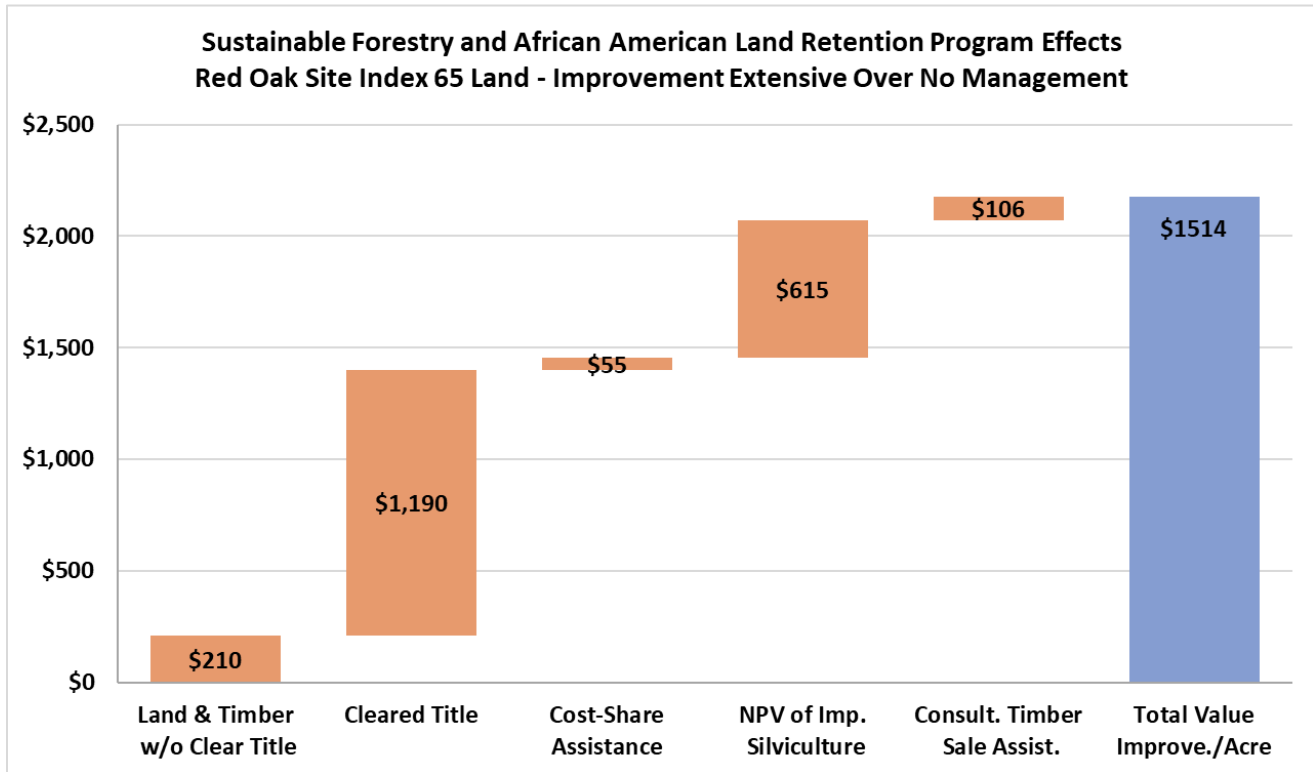 Sustainable Forestry and African American Land Retention Program Effects
Red Oak Site Index 65 Land - Improvement Extensive Over No Management
$2,500
$2,000
$1,500
$1,000
$500
$0
$210
$1,190
$55
$615
$106
$1514
Land & Timber
w/o Clear Title
Cleared Title
Cost-Share
Assistance
NPV of Imp.
Silviculture
Consult. Timber
Sale Assist.
Total Value
Improve./Acre